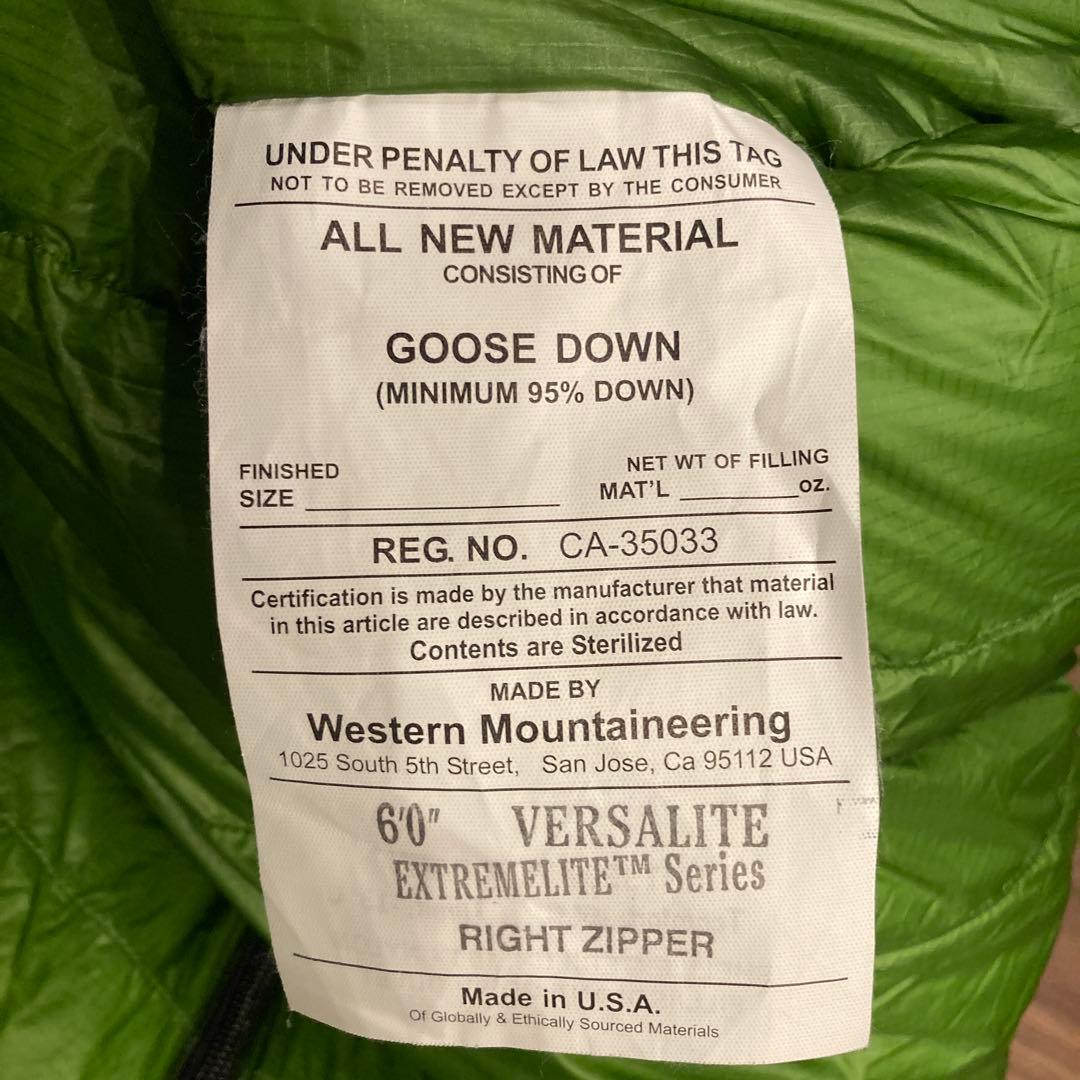 UNDER PENALTY OF LAW THIS TAG
NOT TO BE REMOVED EXCEPT BY THE CONSUMER
ALL NEW MATERIAL
CONSISTING OF
GOOSE DOWN
(MINIMUM 95% DOWN)
FINISHED
SIZE
NET WT OF FILLING
MAT'L oz.
REG. NO. CA-35033
Certification is made by the manufacturer that material
in this article are described in accordance with law.
Contents are Sterilized
MADE BY
Western Mountaineering
1025 South 5th Street, San Jose, Ca 95112 USA
6'0" VERSALITE
EXTREMELITE™ Series
RIGHT ZIPPER
Made in U.S.A.
Of Globally & Ethically Sourced Materials